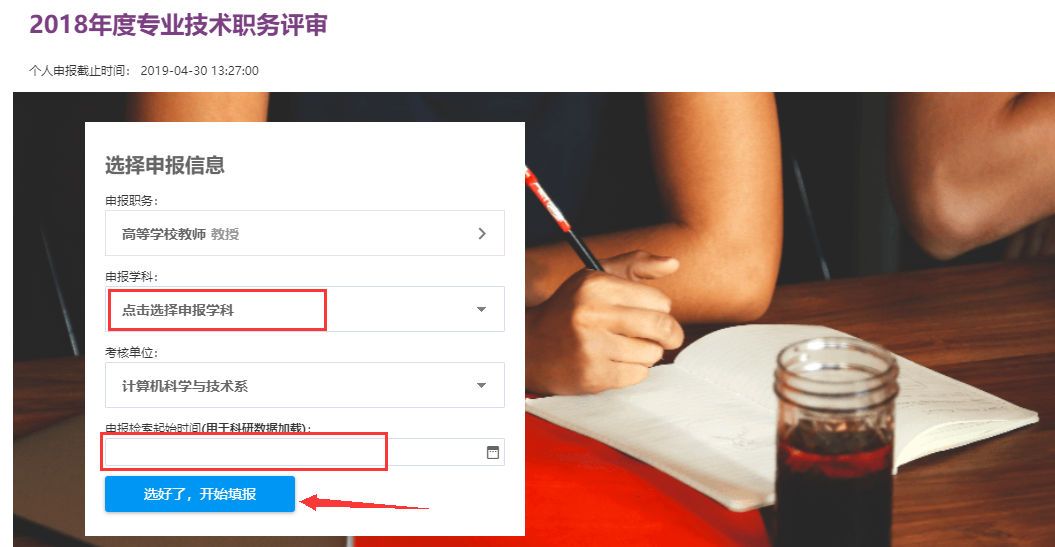 2018年度专业技术职务评审
个人申报截止时间： 2019-04-30 13:27:00
选择申报信息
申报职务：
高等学校教师 教授
申报学科：
点击选择申报学科
考核单位：
计算机科学与技术系
申报检索起始时间(用于科研数据加载)：
选好了，开始填报